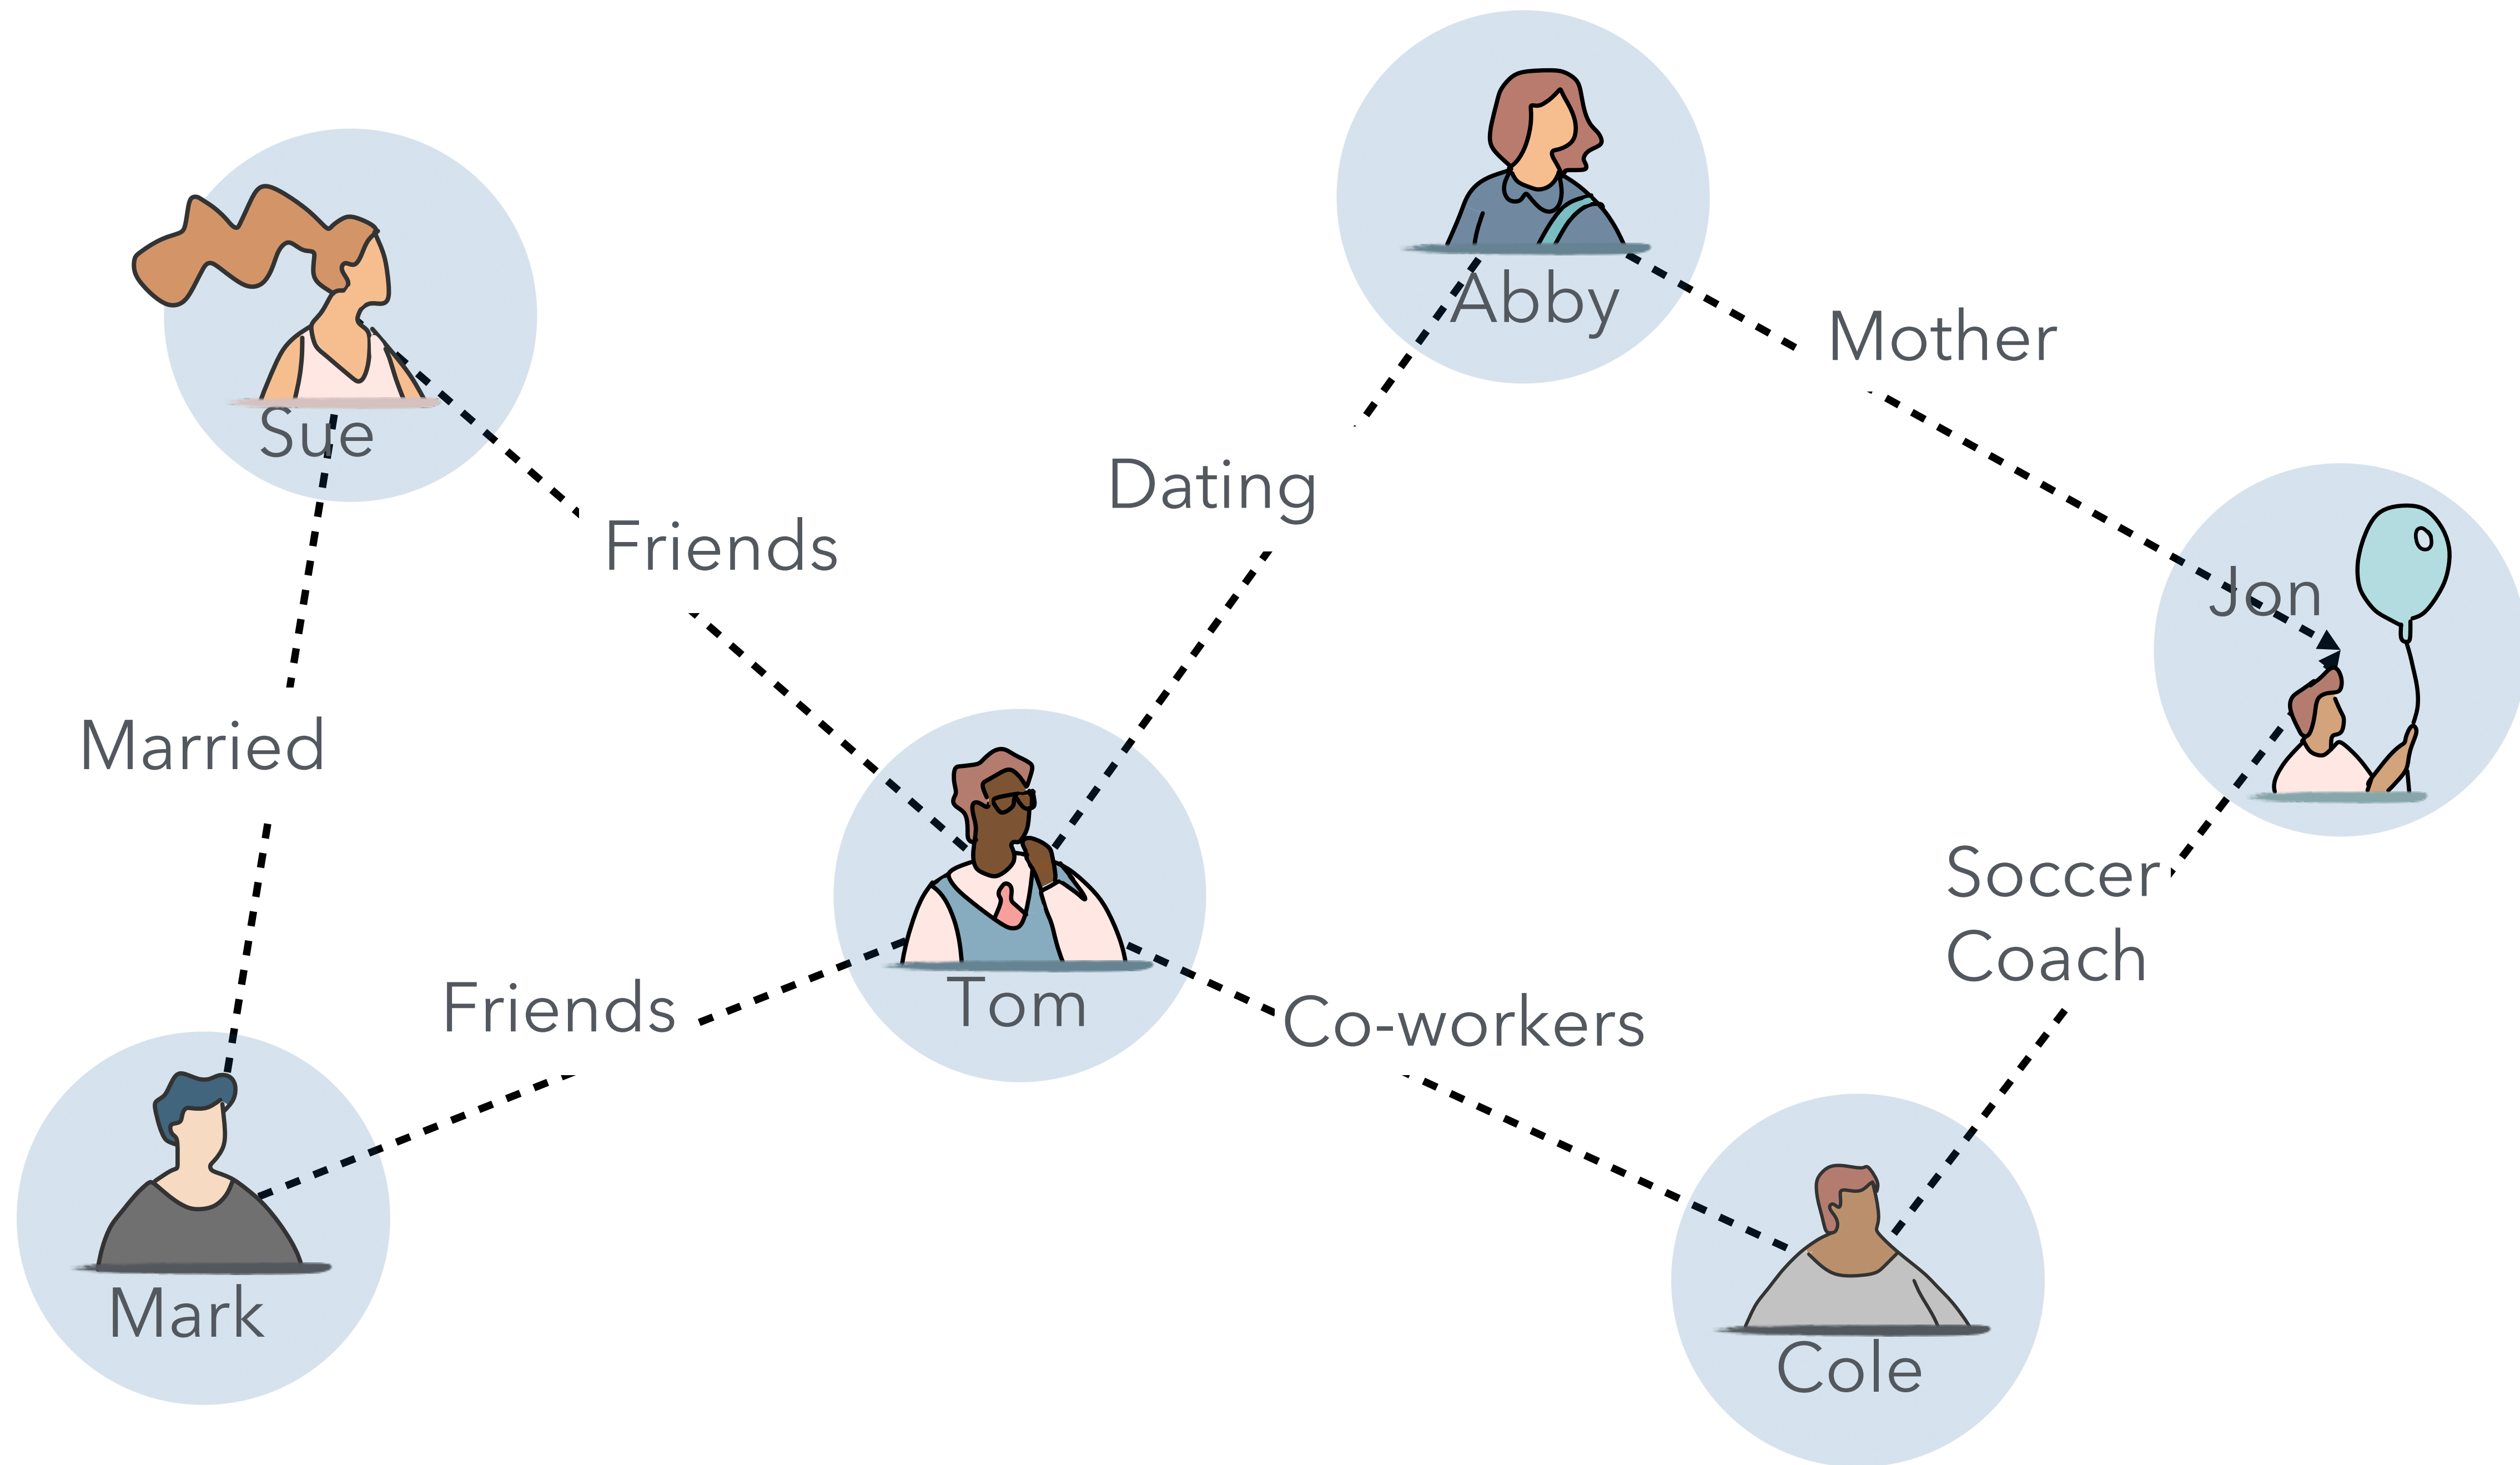 Abby
Mother
Sue
Dating
Friends
Jon
Married
Soccer
Coach
Friends
Tom
Co-workers
Mark
Cole